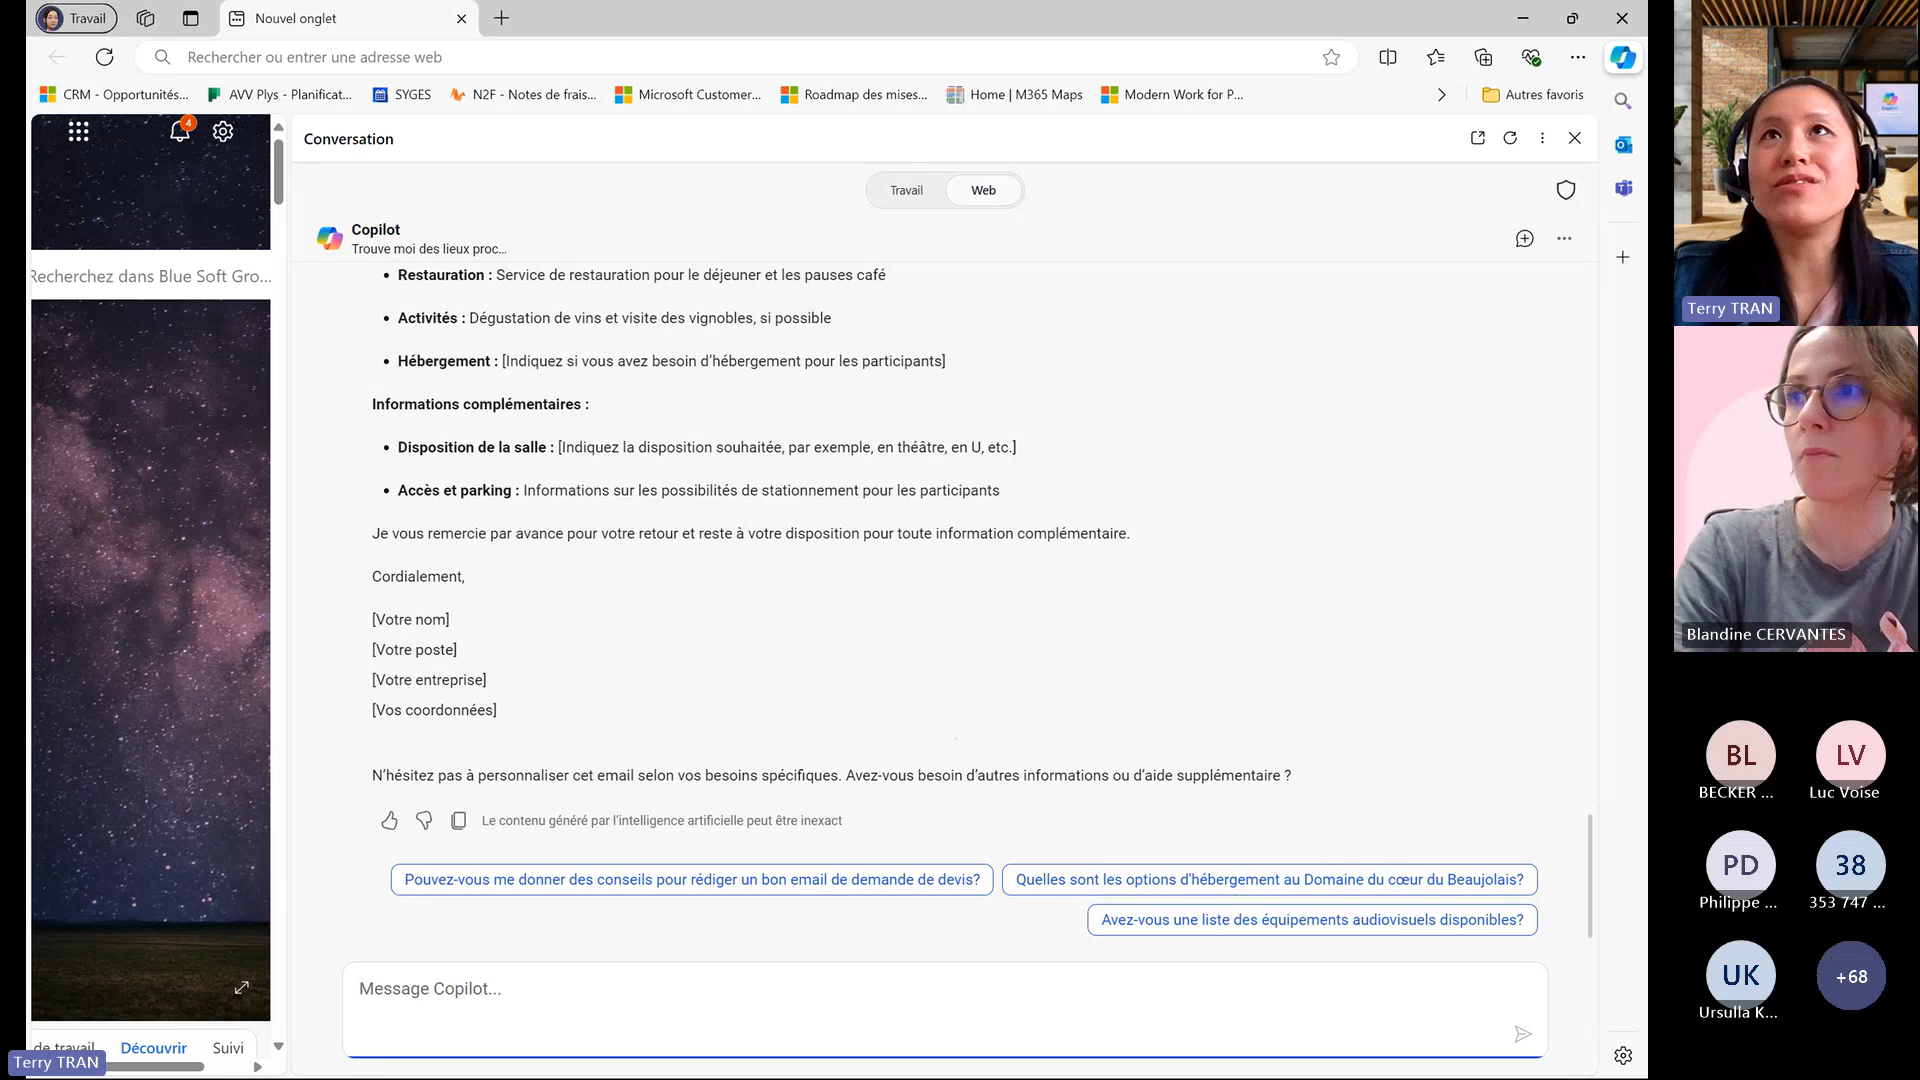 Travail
Nouvel onglet
Rechercher ou entrer une adresse web
CRM - Opportunités...
AVV Plys - Planificat...
SYGES
N2F - Notes de frais...
Microsoft Customer...
Roadmap des mises...
Home | M365 Maps
Modern Work for P...
Autres favoris
4
Recherchez dans Blue Soft Gro...
de travail
Découvrir
Suivi
Terry TRAN
Conversation
Travail
Web
Copilot
Trouve moi des lieux proc...
• Restauration : Service de restauration pour le déjeuner et les pauses café
• Activités : Dégustation de vins et visite des vignobles, si possible
• Hébergement : [Indiquez si vous avez besoin d’hébergement pour les participants]
Informations complémentaires :
• Disposition de la salle : [Indiquez la disposition souhaitée, par exemple, en théâtre, en U, etc.]
• Accès et parking : Informations sur les possibilités de stationnement pour les participants
Je vous remercie par avance pour votre retour et reste à votre disposition pour toute information complémentaire.
Cordialement,
[Votre nom]
[Votre poste]
[Votre entreprise]
[Vos coordonnées]
N’hésitez pas à personnaliser cet email selon vos besoins spécifiques. Avez-vous besoin d’autres informations ou d’aide supplémentaire ?
Le contenu généré par l’intelligence artificielle peut être inexact
Pouvez-vous me donner des conseils pour rédiger un bon email de demande de devis?
Quelles sont les options d'hébergement au Domaine du cœur du Beaujolais?
Avez-vous une liste des équipements audiovisuels disponibles?
Message Copilot...
Terry TRAN
Blandine CERVANTES
BL
BECKER ...
LV
Luc Voise
PD
Philippe ...
38
353 747 ...
UK
Ursulla K...
+68